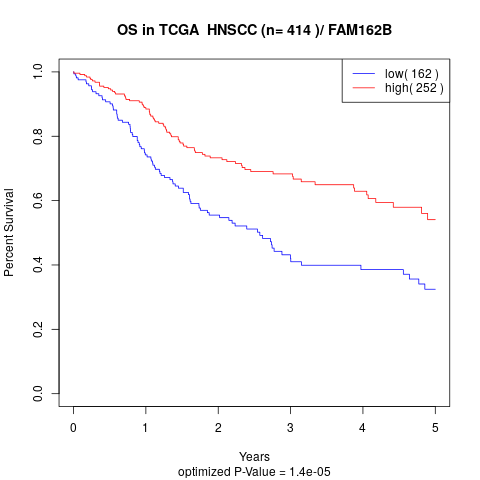 OS in TCGA  HNSCC (n= 414 )/ FAM162B
low( 162 )
high( 252 )
Percent Survival
1.0
0.8
0.6
0.4
0.2
0.0
0 1 2 3 4 5
Years
optimized P-Value = 1.4e-05